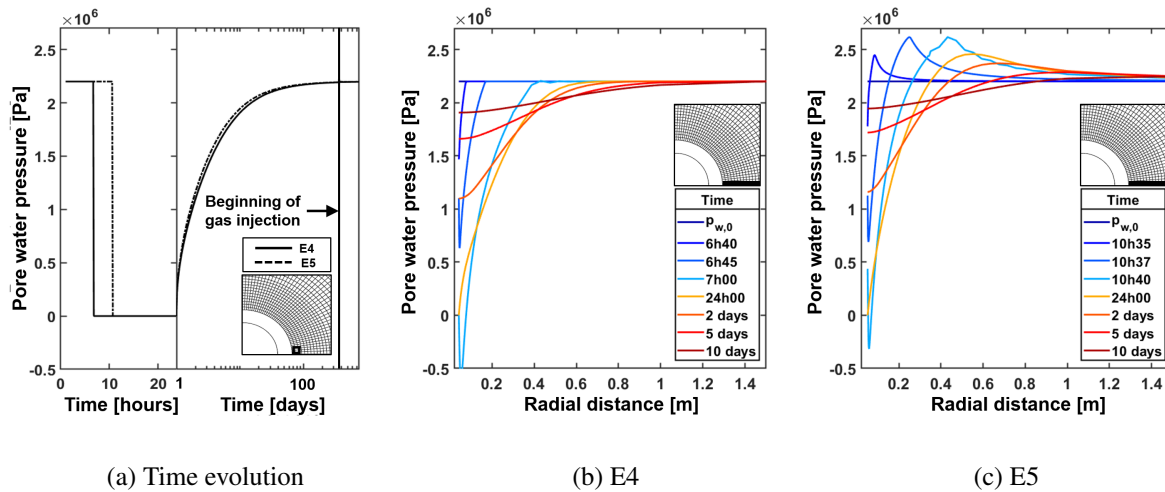 ×10⁶
2.5
2
1.5
1
0.5
0
-0.5
Pore water pressure [Pa]
0
10
20
1
100
Time [hours]
Time [days]
Beginning of
gas injection
E4
E5
(a) Time evolution
×10⁶
2.5
2
1.5
1
0.5
0
-0.5
Pore water pressure [Pa]
0.2
0.4
0.6
0.8
1
1.2
1.4
Radial distance [m]
Time
p_w,0
6h40
6h45
7h00
24h00
2 days
5 days
10 days
(b) E4
×10⁶
2.5
2
1.5
1
0.5
0
-0.5
Pore water pressure [Pa]
0.2
0.4
0.6
0.8
1
1.2
1.4
Radial distance [m]
Time
p_w,0
10h35
10h37
10h40
24h00
2 days
5 days
10 days
(c) E5